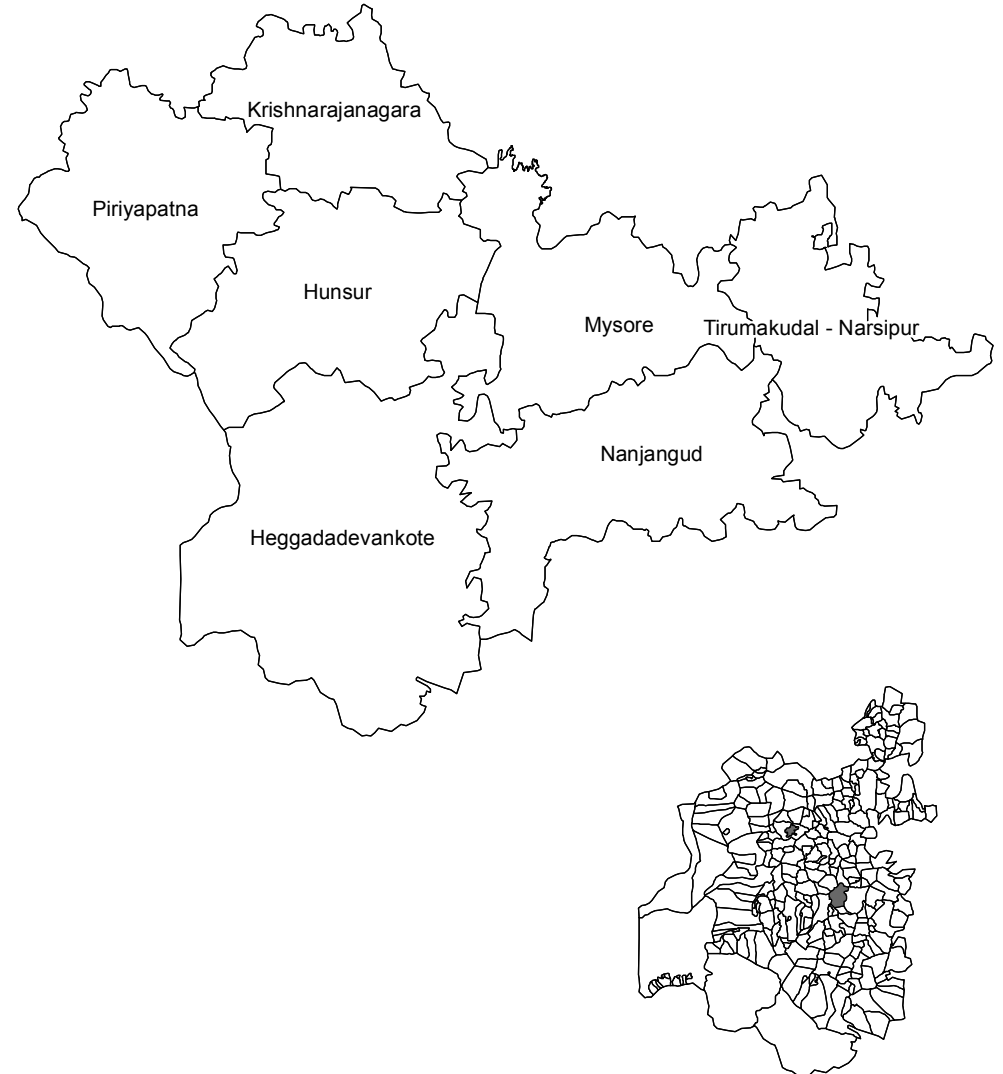 Krishnarajanagara
Piriyapatna
Hunsur
Mysore
Tirumakudal - Narsipur
Nanjangud
Heggadadevankote